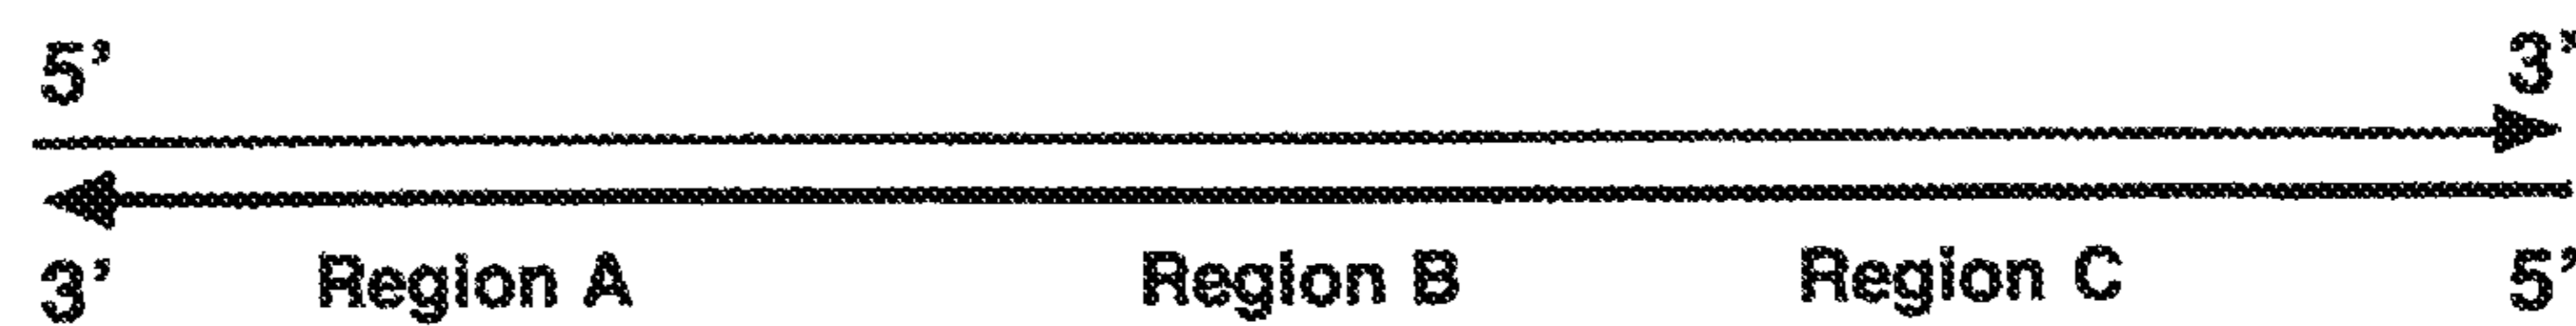 5’ 3’
3’ Region A Region B Region C 5’